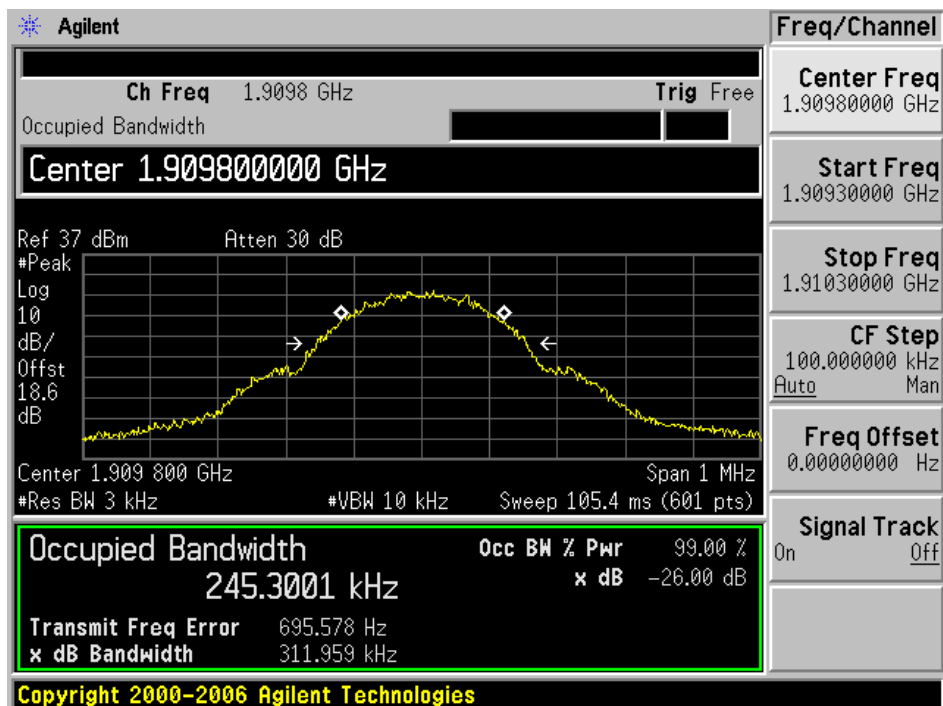 Agilent
Freq/Channel
Ch Freq 1.9098 GHz Trig Free
Occupied Bandwidth
Center 1.909800000 GHz
Ref 37 dBm Atten 30 dB
#Peak
Log
10
dB/
Offst
18.6
dB
Center 1.909 800 GHz Span 1 MHz
#Res BW 3 kHz #VBW 10 kHz Sweep 105.4 ms (601 pts)
Occupied Bandwidth
245.3001 kHz
Occ BW % Pwr 99.00 %
x dB -26.00 dB
Transmit Freq Error 695.578 Hz
x dB Bandwidth 311.959 kHz
Copyright 2000-2006 Agilent Technologies
Center Freq
1.90980000 GHz
Start Freq
1.90930000 GHz
Stop Freq
1.91030000 GHz
CF Step
100.000000 kHz
Auto Man
Freq Offset
0.00000000 Hz
Signal Track
On Off